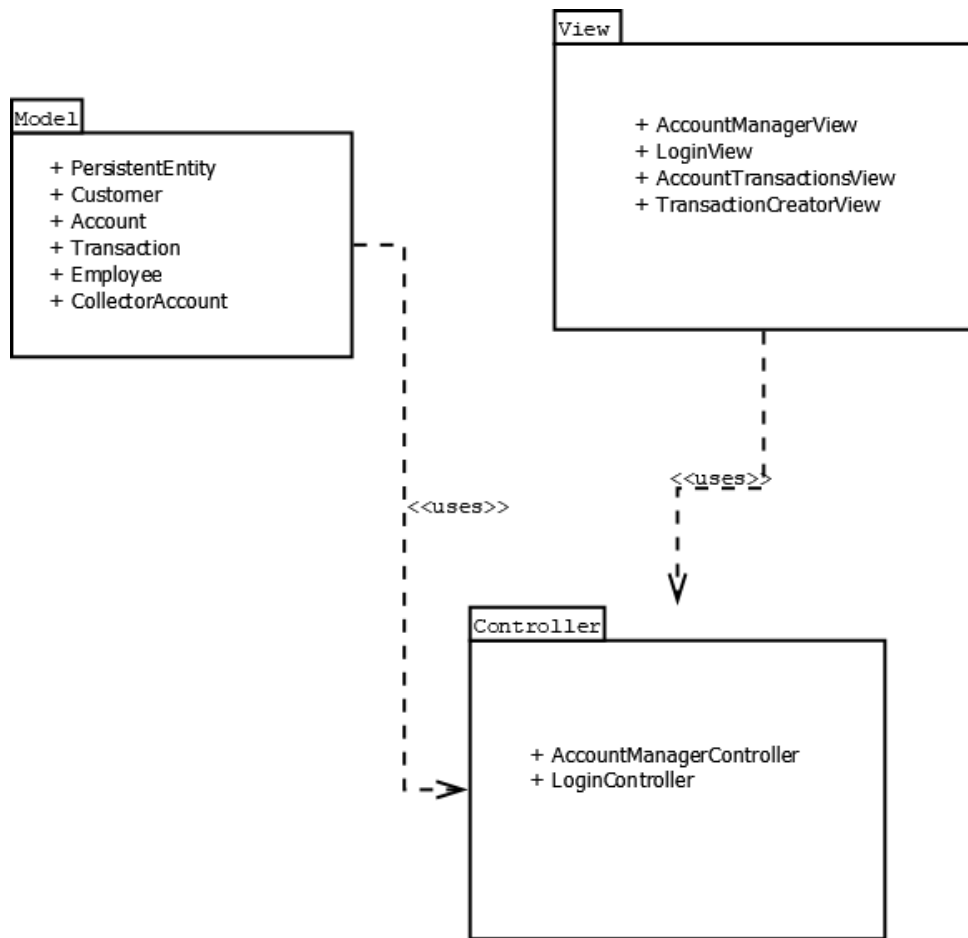 View
+ AccountManagerView
+ LoginView
+ AccountTransactionsView
+ TransactionCreatorView
Model
+ PersistentEntity
+ Customer
+ Account
+ Transaction
+ Employee
+ CollectorAccount
<<uses>>
<<uses>>
Controller
+ AccountManagerController
+ LoginController